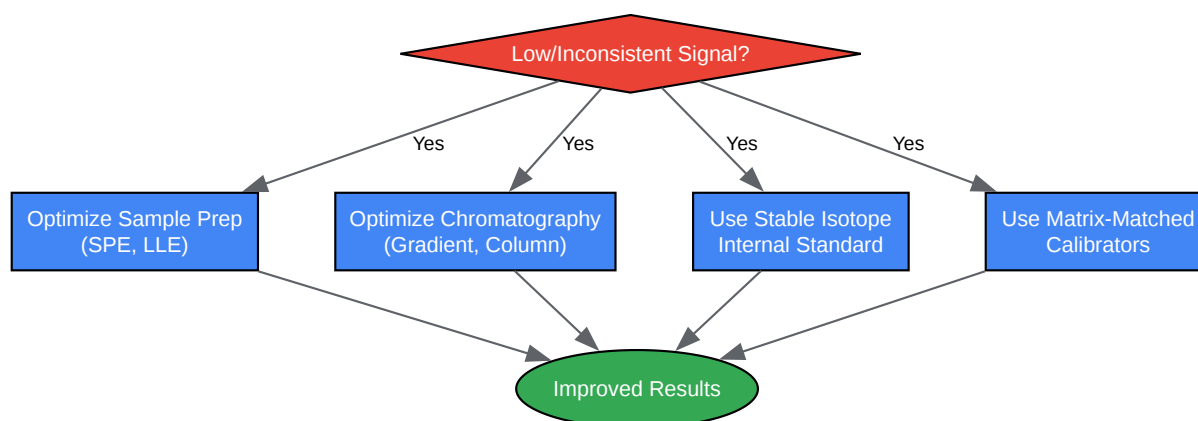 Low/Inconsistent Signal?
Yes
Yes
Yes
Yes
Optimize Sample Prep
(SPE, LLE)
Optimize Chromatography
(Gradient, Column)
Use Stable Isotope
Internal Standard
Use Matrix-Matched
Calibrators
Improved Results